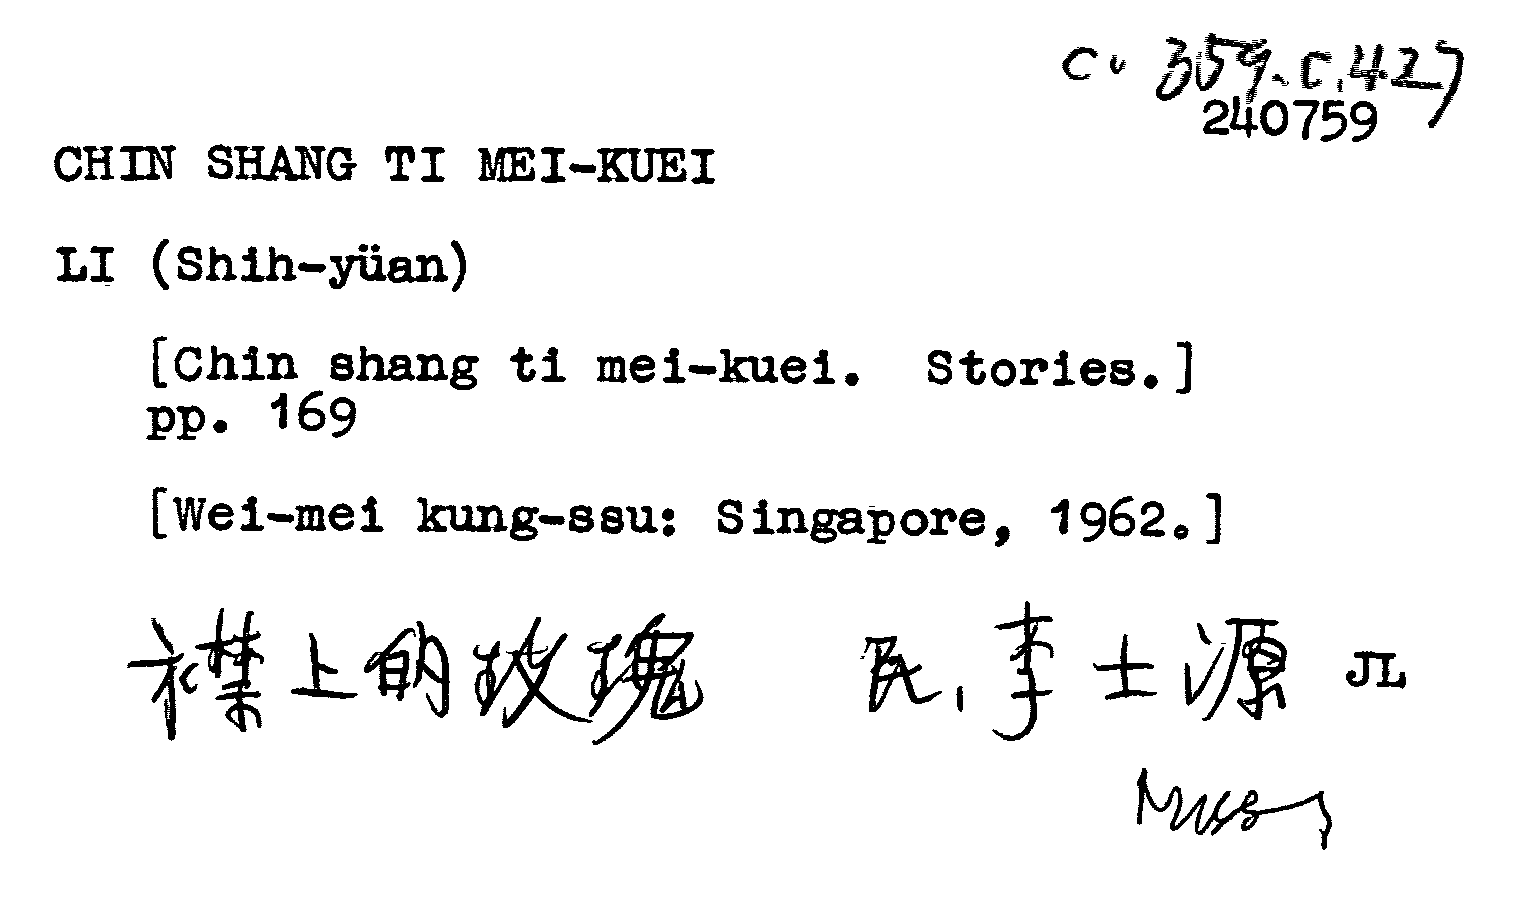 359.c.427
240759
CHIN SHANG TI MEI-KUEI
LI (Shih-yüan)
[Chin shang ti mei-kuei. Stories.]
pp. 169
[Wei-mei kung-ssu: Singapore, 1962.]
襟上的玫瑰 民. 李士源 JL